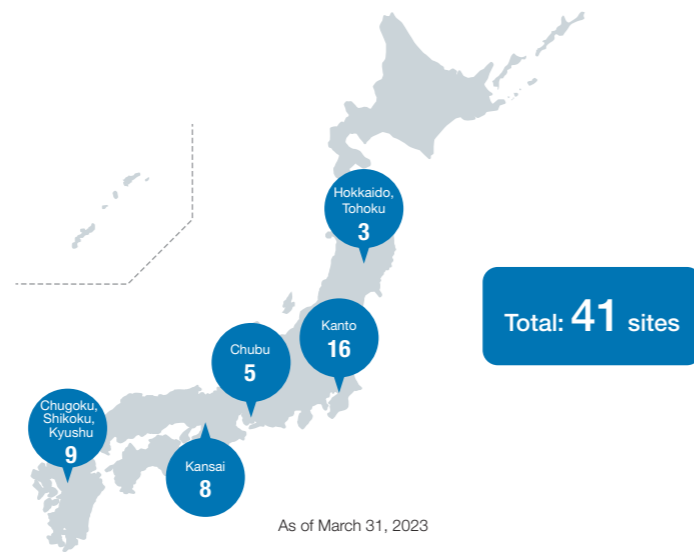 Hokkaido,
Tohoku
3
Kanto
16
Chubu
5
Total: 41 sites
Chugoku,
Shikoku,
Kyushu
9
Kansai
8
As of March 31, 2023